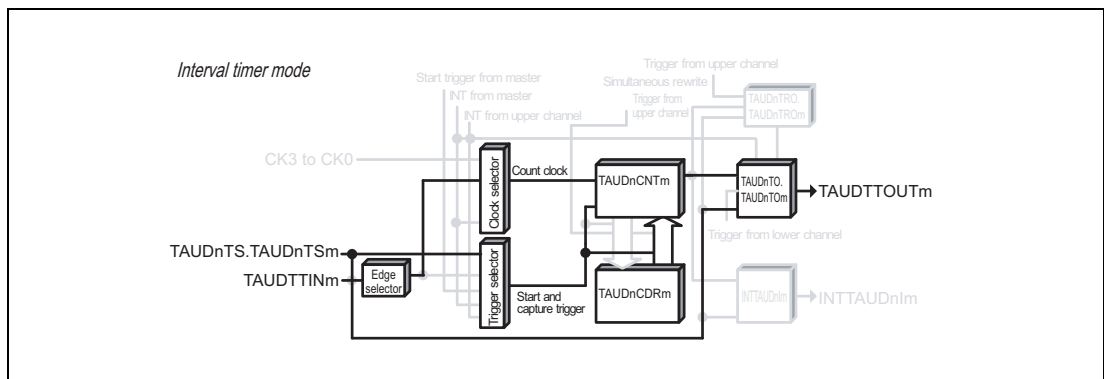 Interval timer mode
Trigger from upper channel
Simultaneous rewrite
Start trigger from master
Trigger from
upper channel
INT from master
INT from upper channel
TAUDnTRO.
TAUDnTROm
CK3 to CK0
Clock selector
Count clock
TAUDnCNTm
TAUDnTO.
TAUDnTOm
TAUDTTOUTm
Trigger from lower channel
TAUDnTS.TAUDnTSm
TAUDTTINm
Edge
selector
Trigger selector
Start and
capture trigger
TAUDnCDRm
INTTAUDnIm
INTTAUDnIm